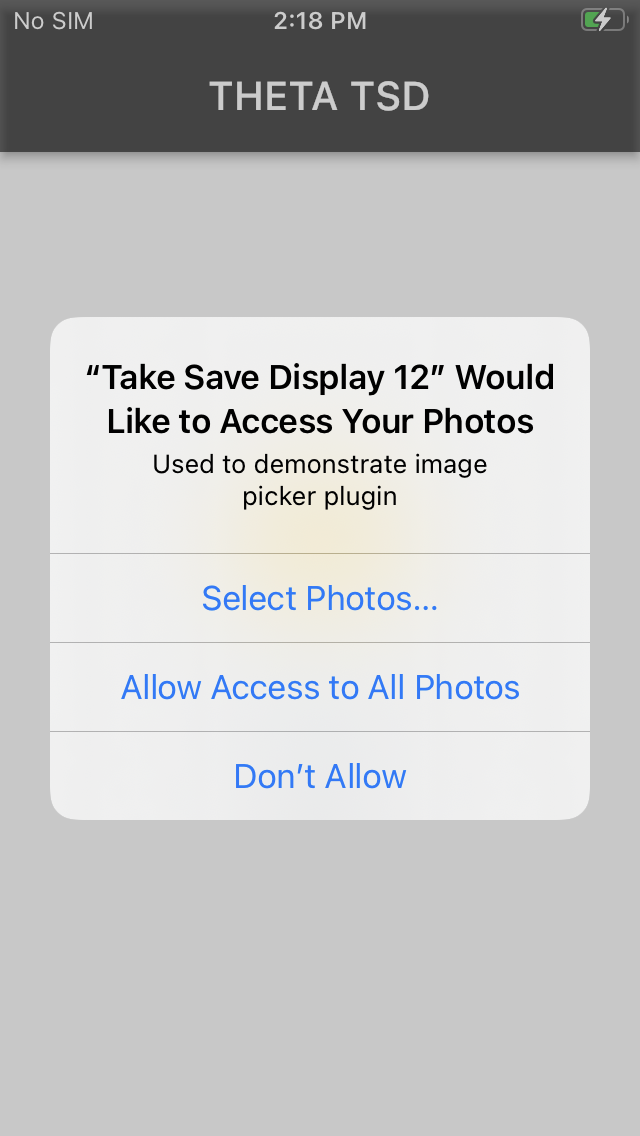 No SIM 2:18 PM
THETA TSD
“Take Save Display 12” Would
Like to Access Your Photos
Used to demonstrate image
picker plugin
Select Photos...
Allow Access to All Photos
Don’t Allow